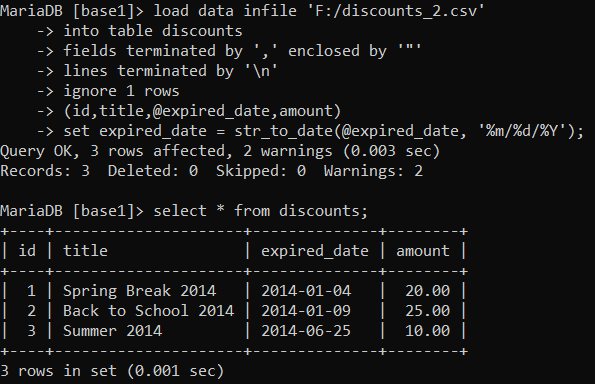 MariaDB [base1]> load data infile 'F:/discounts_2.csv'
    -> into table discounts
    -> fields terminated by ',' enclosed by '"'
    -> lines terminated by '\n'
    -> ignore 1 rows
    -> (id,title,@expired_date,amount)
    -> set expired_date = str_to_date(@expired_date, '%m/%d/%Y');
Query OK, 3 rows affected, 2 warnings (0.003 sec)
Records: 3  Deleted: 0  Skipped: 0  Warnings: 2

MariaDB [base1]> select * from discounts;
+----+---------------------+--------------+--------+
| id | title               | expired_date | amount |
+----+---------------------+--------------+--------+
|  1 | Spring Break 2014   | 2014-01-04   |  20.00 |
|  2 | Back to School 2014 | 2014-01-09   |  25.00 |
|  3 | Summer 2014         | 2014-06-25   |  10.00 |
+----+---------------------+--------------+--------+
3 rows in set (0.001 sec)